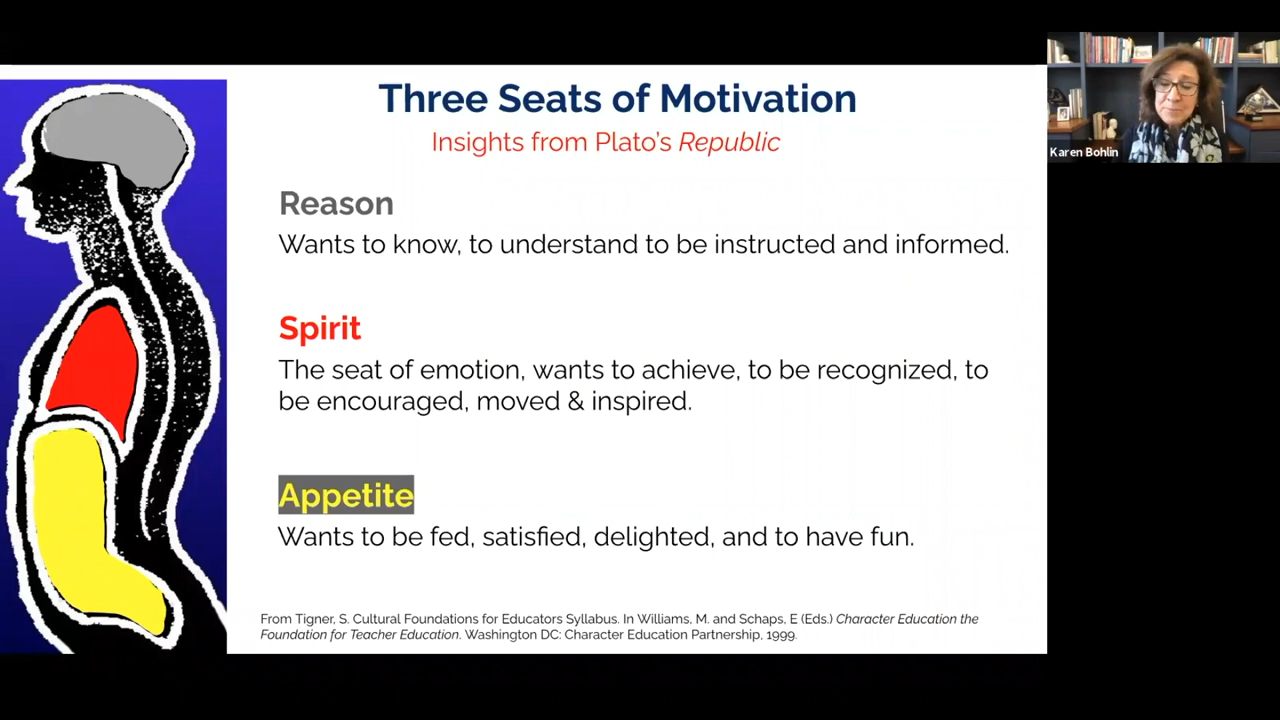 Three Seats of Motivation
Insights from Plato's Republic
Reason
Wants to know, to understand to be instructed and informed.
Spirit
The seat of emotion, wants to achieve, to be recognized, to
be encouraged, moved & inspired.
Appetite
Wants to be fed, satisfied, delighted, and to have fun.
From Tigner, S. Cultural Foundations for Educators Syllabus. In Williams, M. and Schaps, E (Eds.) Character Education the
Foundation for Teacher Education. Washington DC: Character Education Partnership, 1999.
Karen Bohlin